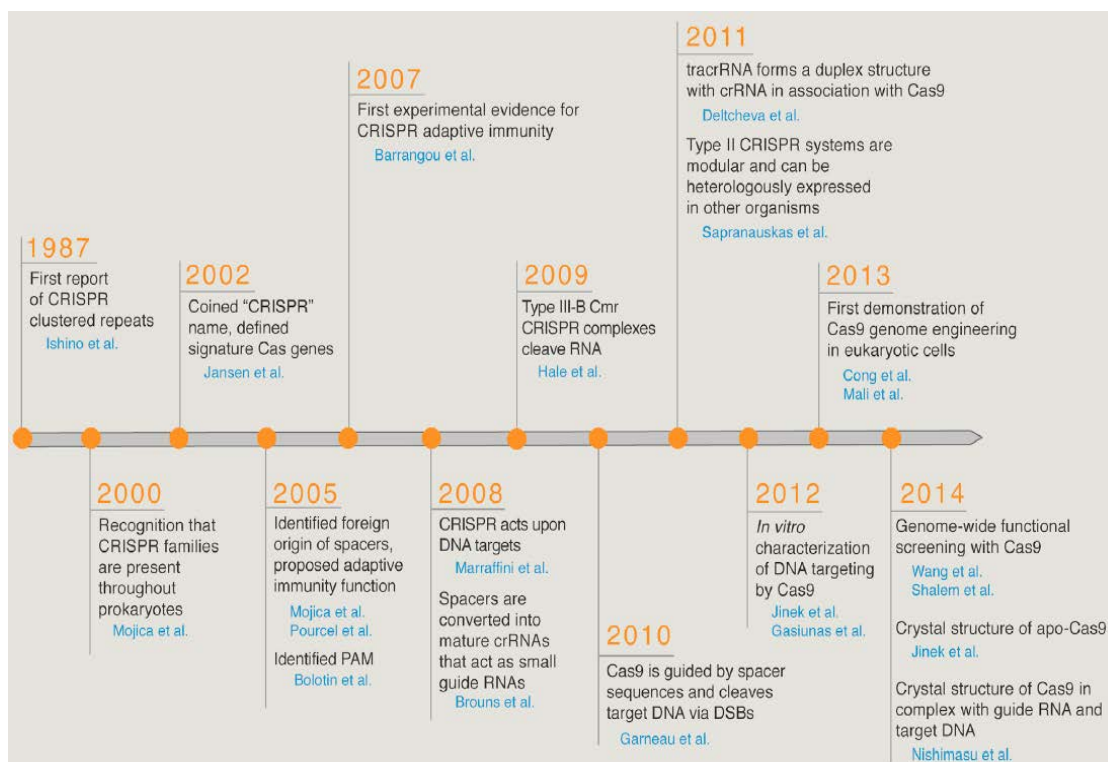 1987
First report
of CRISPR
clustered repeats
Ishino et al.
2000
Recognition that
CRISPR families
are present
throughout
prokaryotes
Mojica et al.
2002
Coined “CRISPR”
name, defined
signature Cas genes
Jansen et al.
2005
Identified foreign
origin of spacers,
proposed adaptive
immunity function
Mojica et al.
Pourcel et al.
Identified PAM
Bolotin et al.
2007
First experimental evidence for
CRISPR adaptive immunity
Barrangou et al.
2008
CRISPR acts upon
DNA targets
Marraffini et al.
Spacers are
converted into
mature crRNAs
that act as small
guide RNAs
Brouns et al.
2009
Type III-B Cmr
CRISPR complexes
cleave RNA
Hale et al.
2010
Cas9 is guided by spacer
sequences and cleaves
target DNA via DSBs
Garneau et al.
2011
tracrRNA forms a duplex structure
with crRNA in association with Cas9
Deltcheva et al.
Type II CRISPR systems are
modular and can be
heterologously expressed
in other organisms
Sapranauskas et al.
2012
In vitro
characterization
of DNA targeting
by Cas9
Jinek et al.
Gasiunas et al.
2013
First demonstration of
Cas9 genome engineering
in eukaryotic cells
Cong et al.
Mali et al.
2014
Genome-wide functional
screening with Cas9
Wang et al.
Shalem et al.
Crystal structure of apo-Cas9
Jinek et al.
Crystal structure of Cas9 in
complex with guide RNA and
target DNA
Nishimasu et al.